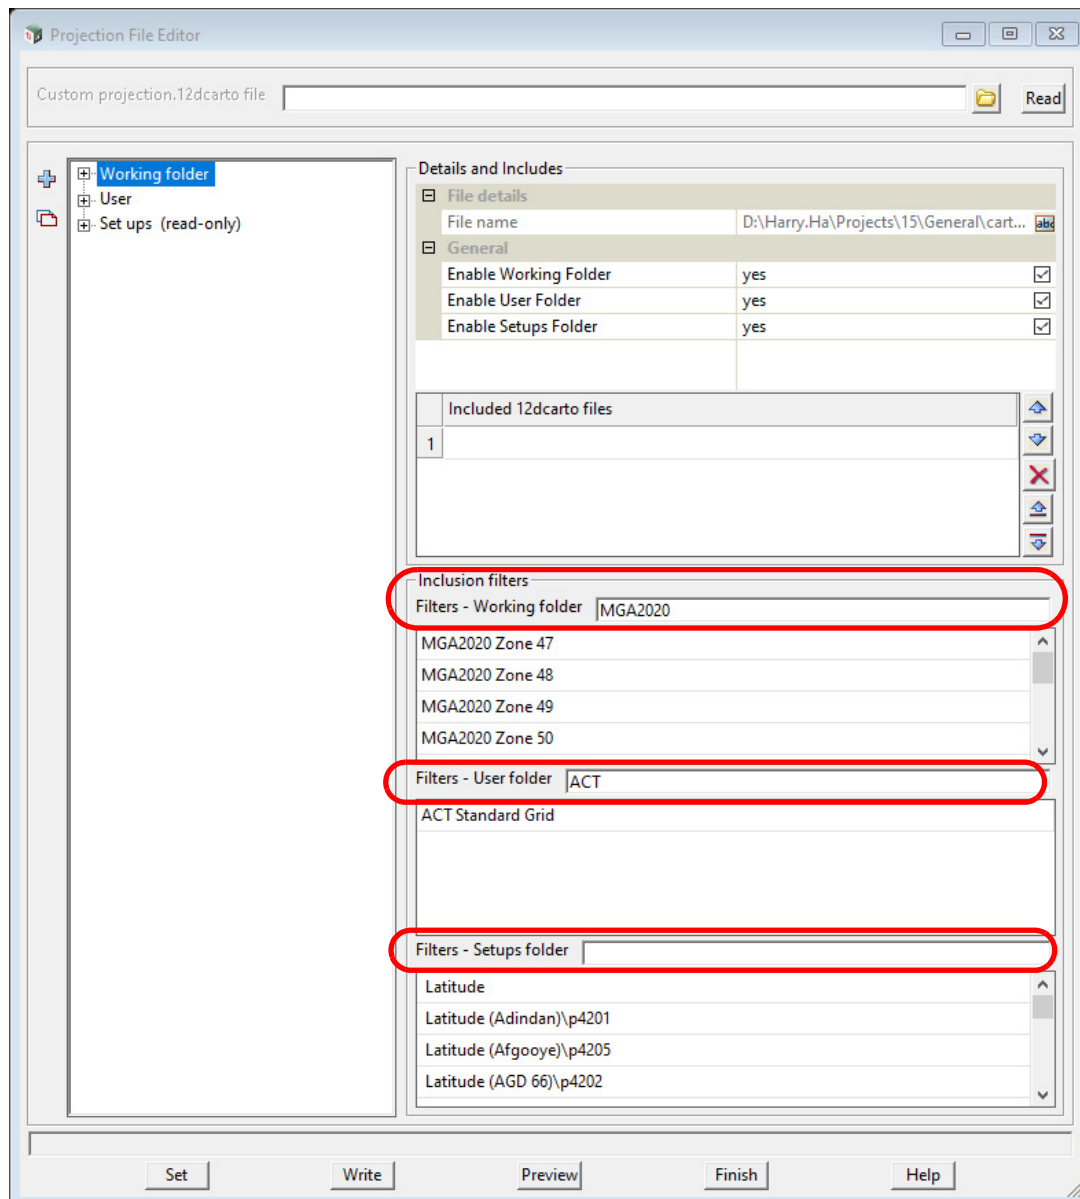 Projection File Editor
Custom projection.12dcarto file
Read
Working folder
User
Set ups (read-only)
Details and Includes
File details
File name D:\Harry.Ha\Projects\15\General\cart... abc
General
Enable Working Folder yes
Enable User Folder yes
Enable Setups Folder yes
Included 12dcarto files
1
Inclusion filters
Filters - Working folder MGA2020
MGA2020 Zone 47
MGA2020 Zone 48
MGA2020 Zone 49
MGA2020 Zone 50
Filters - User folder ACT
ACT Standard Grid
Filters - Setups folder
Latitude
Latitude (Adindan)\p4201
Latitude (Afgooye)\p4205
Latitude (AGD 66)\p4202
Set Write Preview Finish Help